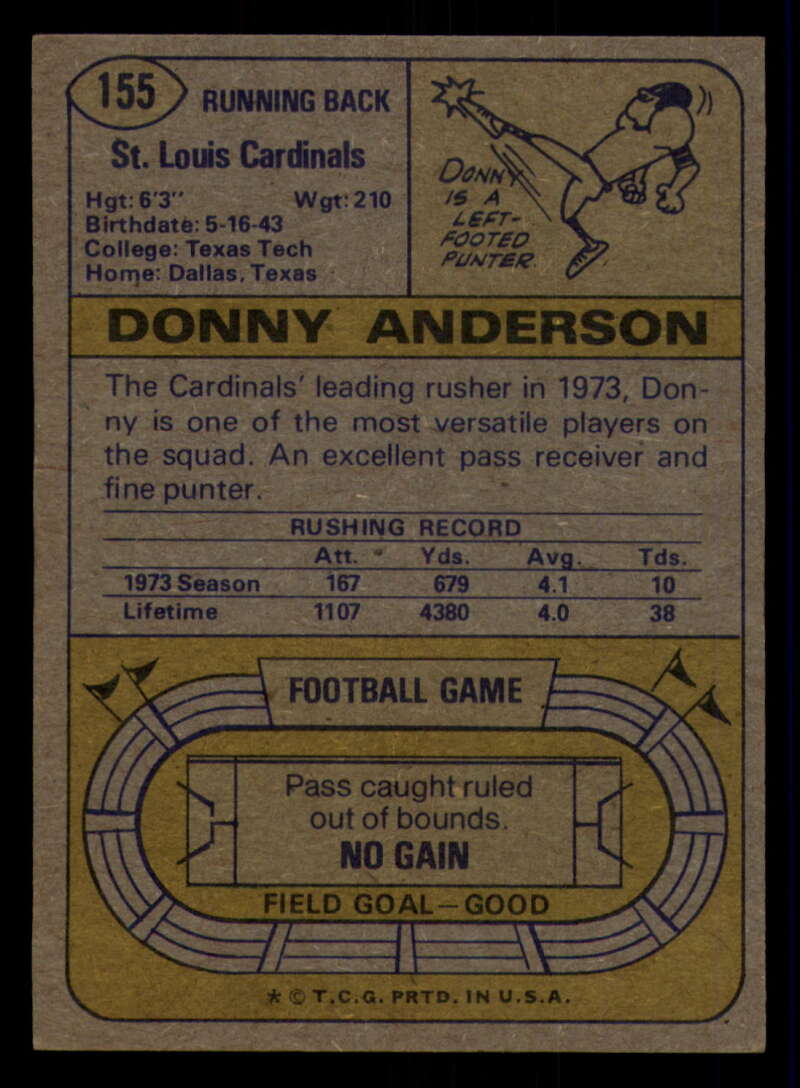 155
RUNNING BACK
St. Louis Cardinals
Hgt: 6'3" Wgt: 210
Birthdate: 5-16-43
College: Texas Tech
Home: Dallas, Texas
DONNY
IS A
LEFT-
FOOTED
PUNTER.
DONNY ANDERSON
The Cardinals' leading rusher in 1973, Don-
ny is one of the most versatile players on
the squad. An excellent pass receiver and
fine punter.
RUSHING RECORD
Att. Yds. Avg. Tds.
1973 Season 167 679 4.1 10
Lifetime 1107 4380 4.0 38
FOOTBALL GAME
Pass caught ruled
out of bounds.
NO GAIN
FIELD GOAL—GOOD
* © T.C.G. PRTD. IN U.S.A.